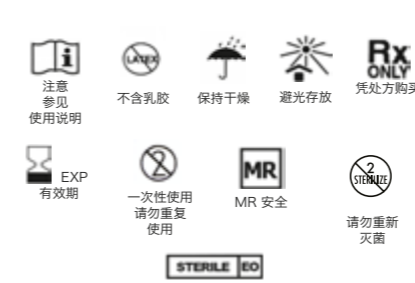 i
注意
参见
使用说明
LATEX
不含乳胶
保持干燥
避光存放
Rx
ONLY
凭处方购买
EXP
有效期
2
一次性使用
请勿重复
使用
MR
MR 安全
2
STERILIZE
请勿重新
灭菌
STERILE EO